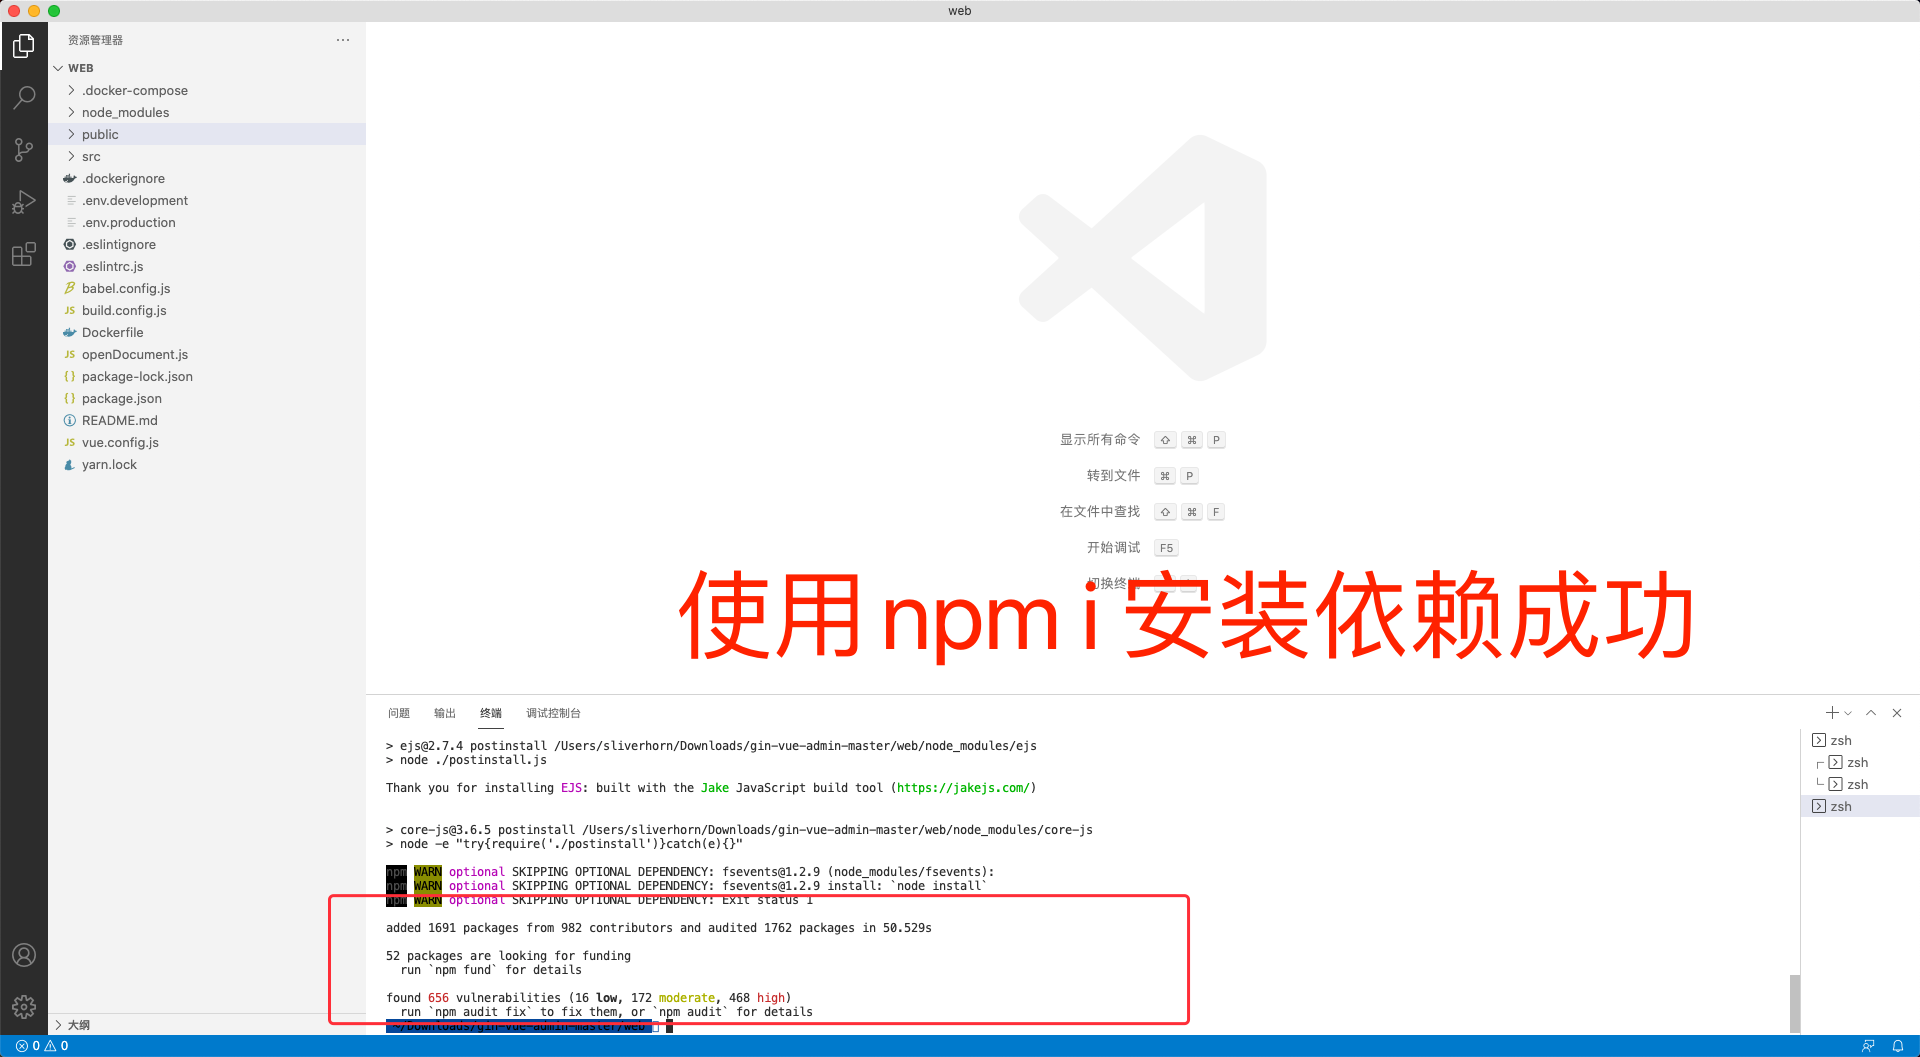 web
资源管理器
WEB
.docker-compose
node_modules
public
src
.dockerignore
.env.development
.env.production
.eslintignore
.eslintrc.js
babel.config.js
build.config.js
Dockerfile
openDocument.js
package-lock.json
package.json
README.md
vue.config.js
yarn.lock
大纲
显示所有命令 ⇧ ⌘ P
转到文件 ⌘ P
在文件中查找 ⇧ ⌘ F
开始调试 F5
切换终端
使用npm i 安装依赖成功
问题 输出 终端 调试控制台
> ejs@2.7.4 postinstall /Users/sliverhorn/Downloads/gin-vue-admin-master/web/node_modules/ejs
> node ./postinstall.js
Thank you for installing EJS: built with the Jake JavaScript build tool (https://jakejs.com/)
> core-js@3.6.5 postinstall /Users/sliverhorn/Downloads/gin-vue-admin-master/web/node_modules/core-js
> node -e "try{require('./postinstall')}catch(e){}"
npm WARN optional SKIPPING OPTIONAL DEPENDENCY: fsevents@1.2.9 (node_modules/fsevents):
npm WARN optional SKIPPING OPTIONAL DEPENDENCY: fsevents@1.2.9 install: `node install`
npm WARN optional SKIPPING OPTIONAL DEPENDENCY: Exit status 1
added 1691 packages from 982 contributors and audited 1762 packages in 50.529s
52 packages are looking for funding
run `npm fund` for details
found 656 vulnerabilities (16 low, 172 moderate, 468 high)
run `npm audit fix` to fix them, or `npm audit` for details
~/Downloads/gin-vue-admin-master/web
zsh
zsh
zsh
zsh
0 0